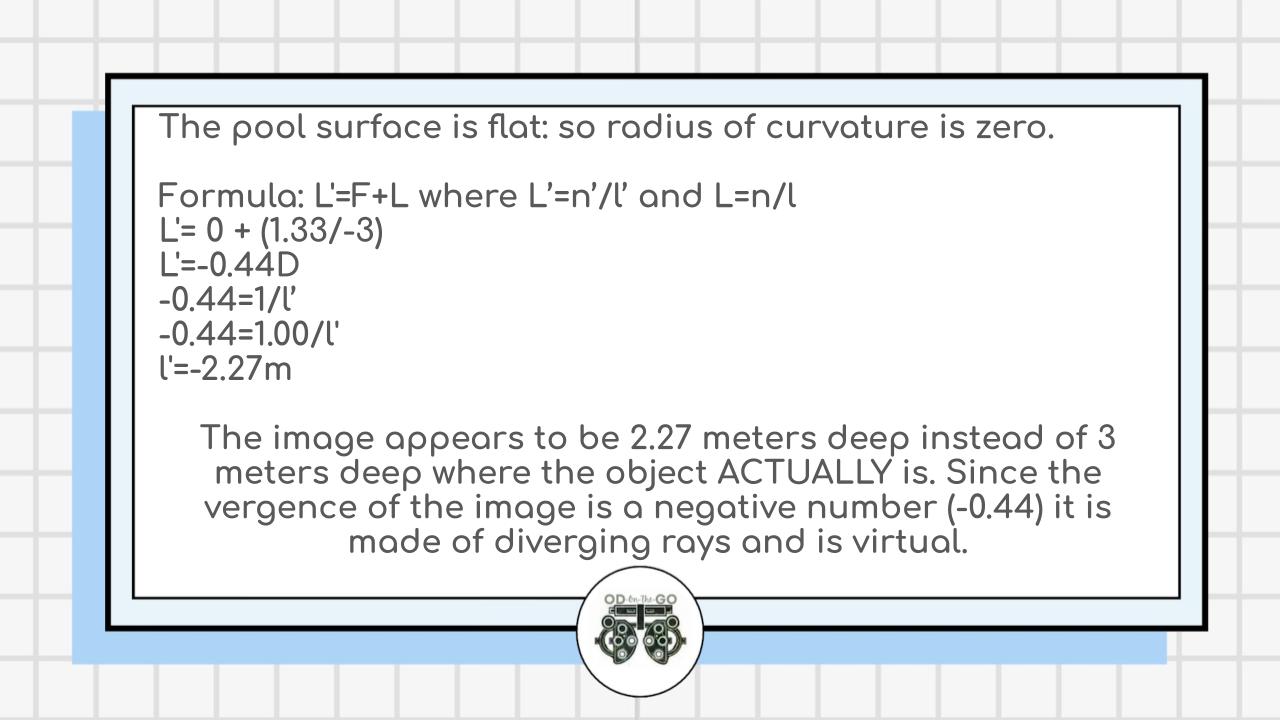 The pool surface is flat: so radius of curvature is zero.
Formula: L'=F+L where L’=n’/l’ and L=n/l
L'= 0 + (1.33/-3)
L'=-0.44D
-0.44=1/l’
-0.44=1.00/l'
l'=-2.27m
The image appears to be 2.27 meters deep instead of 3
meters deep where the object ACTUALLY is. Since the
vergence of the image is a negative number (-0.44) it is
made of diverging rays and is virtual.
OD-On-The-GO